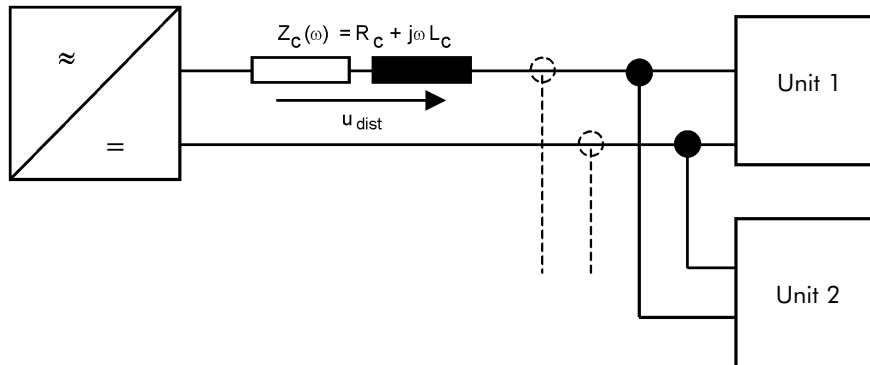 Z_C(ω) = R_C + jω L_C
≈
Unit 1
u_dist
=
Unit 2